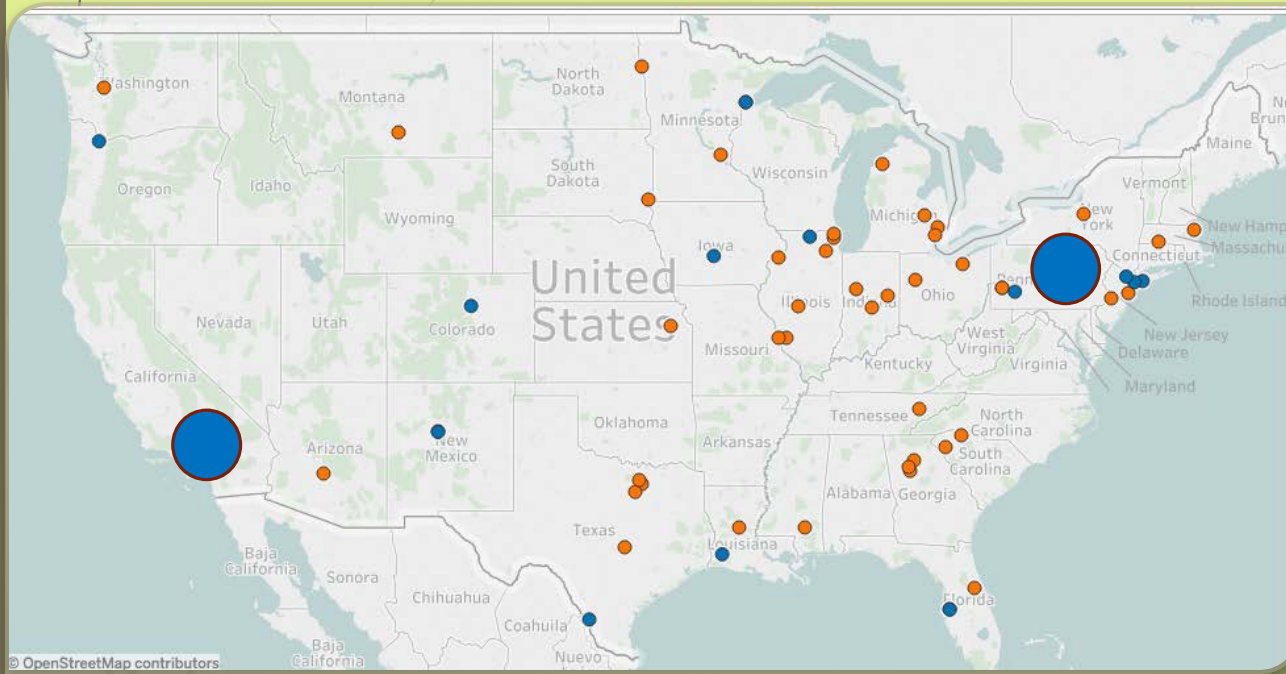 Washington
North
Dakota
Montana
Minnesota
Maine
South
Dakota
Wisconsin
Vermont
Oregon
Idaho
Michigan
New
York
Wyoming
New Hamp
Massachu
Iowa
Connecticut
United
States
Ohio
Illinois
Rhode Island
Nevada
Utah
Colorado
West
Virginia
New Jersey
Missouri
Kentucky
Virginia
Delaware
California
Maryland
Tennessee
North
Carolina
Oklahoma
Arkansas
New
Mexico
Arizona
South
Carolina
Alabama
Georgia
Texas
Louisiana
Baja
California
Sonora
Chihuahua
Florida
Coahuila
Baja
California
Nuevo
© OpenStreetMap contributors